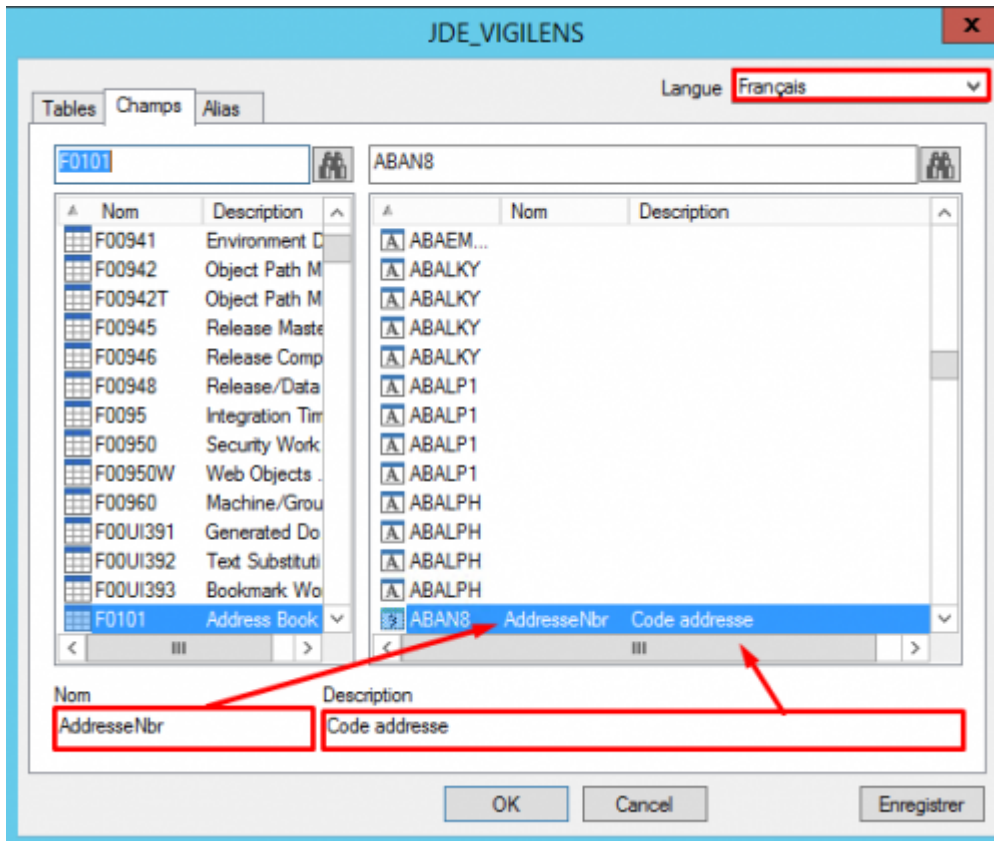 JDE_VIGILENS
x
Langue Français
Tables Champs Alias
F0101 ABAN8
Nom Description Nom Description
F00941 Environment D ABAEM...
F00942 Object Path M ABALKY
F00942T Object Path M ABALKY
F00945 Release Maste ABALKY
F00946 Release Comp ABALKY
F00948 Release/Data ABALP1
F0095 Integration Tim ABALP1
F00950 Security Work ABALP1
F00950W Web Objects . ABALP1
F00960 Machine/Grou ABALPH
F00UI391 Generated Do ABALPH
F00UI392 Text Substituti ABALPH
F00UI393 Bookmark Wo ABALPH
F0101 Address Book ABAN8 AddresseNbr Code addresse
Nom Description
AddresseNbr Code addresse
OK Cancel Enregistrer